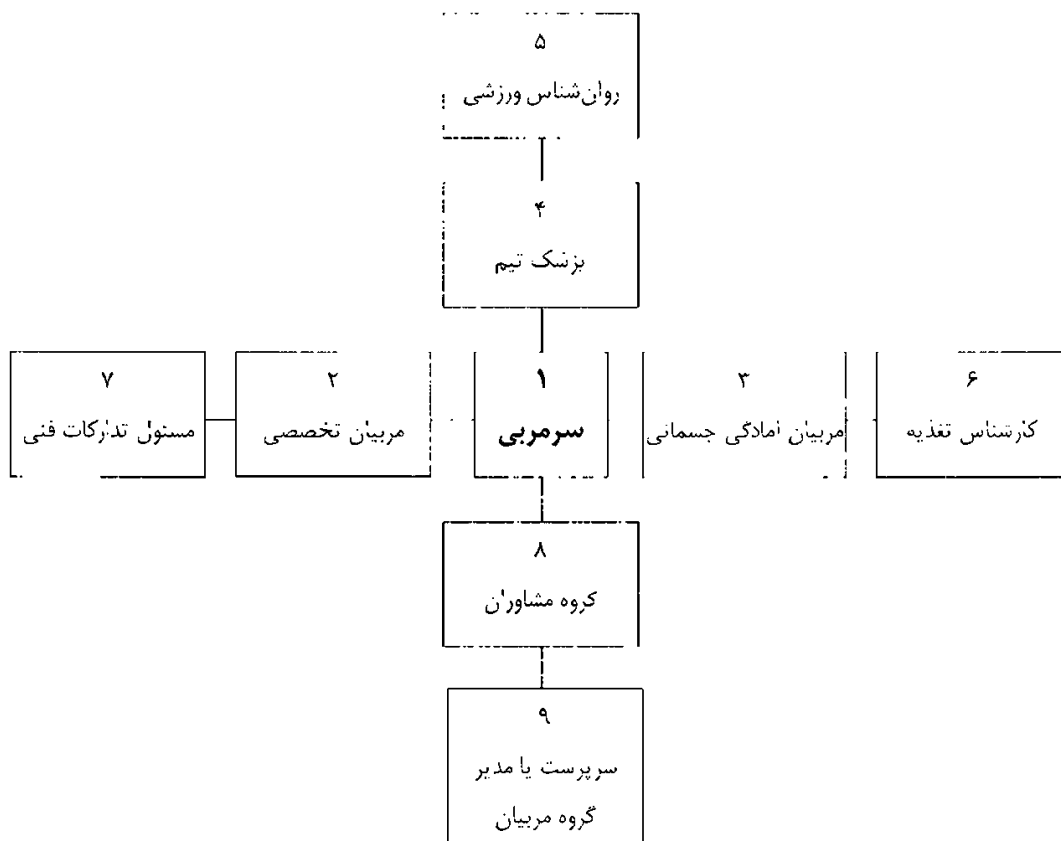 ۵
روان‌شناس ورزشی
۴
پزشک تیم
۷
مسئول تدارکات فنی
۲
مربیان تخصصی
۱
سرمربی
۳
مربیان آمادگی جسمانی
۶
کارشناس تغذیه
۸
گروه مشاوران
۹
سرپرست یا مدیر
گروه مربیان